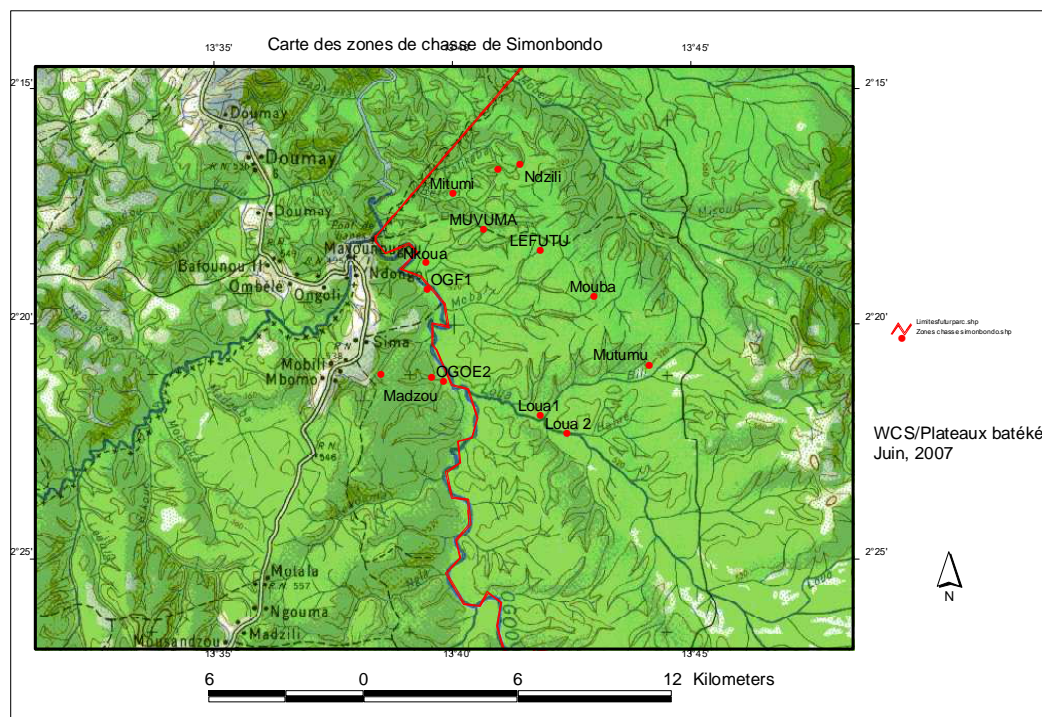 Carte des zones de chasse de Simonbondo
13°35' 13°40' 13°45'
2°15' 2°15'
Doumay
Doumay
Ndzili
Mitumi
Doumay
MUVUMA
LEFUTU
Nkoua
Bafounou II
Ndongo
Ombele
Ongoli
OGF1
Mouba
2°20' 2°20'
Limitesfuturparc.shp
Zones chasse simonbondo.shp
Sima
Mobili
Mutumu
Mbomo
OGOE2
Madzou
Loua1
Loua 2
WCS/Plateaux batéké
Juin, 2007
R.N. 546
2°25' 2°25'
Mutala
R.N. 557
Ngouma
Madzili
Mousandzou
OGOO
N
13°35' 13°40' 13°45'
6 0 6 12 Kilometers